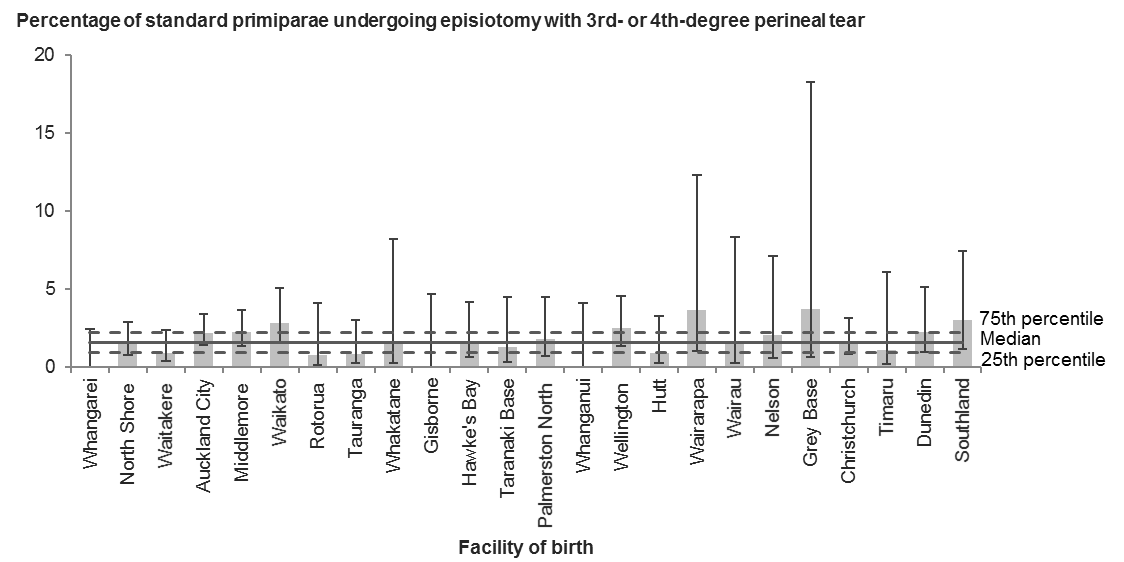 Percentage of standard primiparae undergoing episiotomy with 3rd- or 4th-degree perineal tear
20
15
10
5
0
75th percentile
Median
25th percentile
Whangarei
North Shore
Waitakere
Auckland City
Middlemore
Waikato
Rotorua
Tauranga
Whakatane
Gisborne
Hawke's Bay
Taranaki Base
Palmerston North
Whanganui
Wellington
Hutt
Wairarapa
Wairau
Nelson
Grey Base
Christchurch
Timaru
Dunedin
Southland
Facility of birth